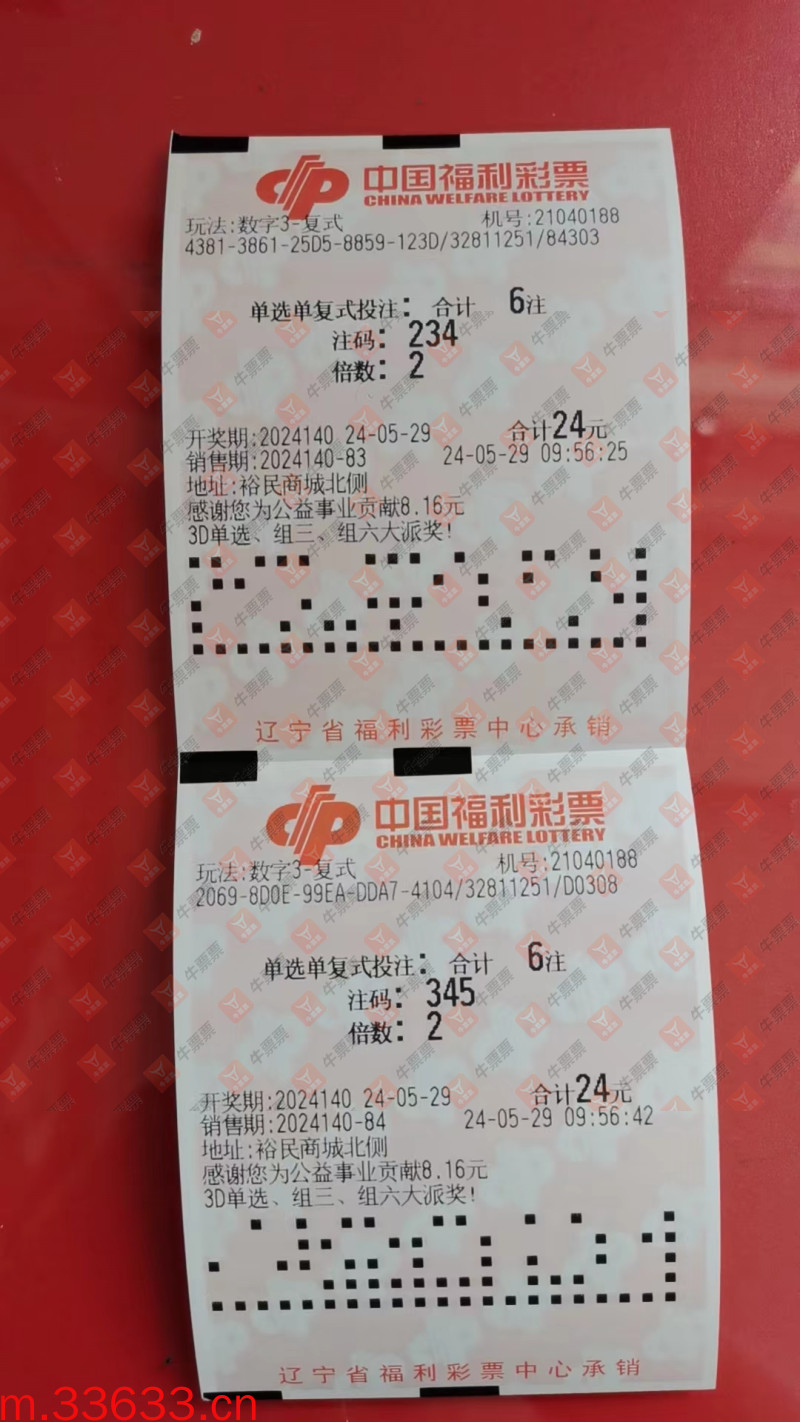 中国福利彩票
CHINA WELFARE LOTTERY
玩法:数字3-复式 机号:21040188
4381-3861-25D5-8859-123D/32811251/84303
单选单复式投注: 合计 6注
注码: 234
倍数: 2
开奖期:2024140 24-05-29 合计24元
销售期:2024140-83 24-05-29 09:56:25
地址:裕民商城北侧
感谢您为公益事业贡献8.16元
3D单选、组三、组六大派奖!
辽宁省福利彩票中心承销
中国福利彩票
CHINA WELFARE LOTTERY
玩法:数字3-复式 机号:21040188
2069-8D0E-99EA-DDA7-4104/32811251/D0308
单选单复式投注: 合计 6注
注码: 345
倍数: 2
开奖期:2024140 24-05-29 合计24元
销售期:2024140-84 24-05-29 09:56:42
地址:裕民商城北侧
感谢您为公益事业贡献8.16元
3D单选、组三、组六大派奖!
辽宁省福利彩票中心承销
m.33633.cn
牛票票